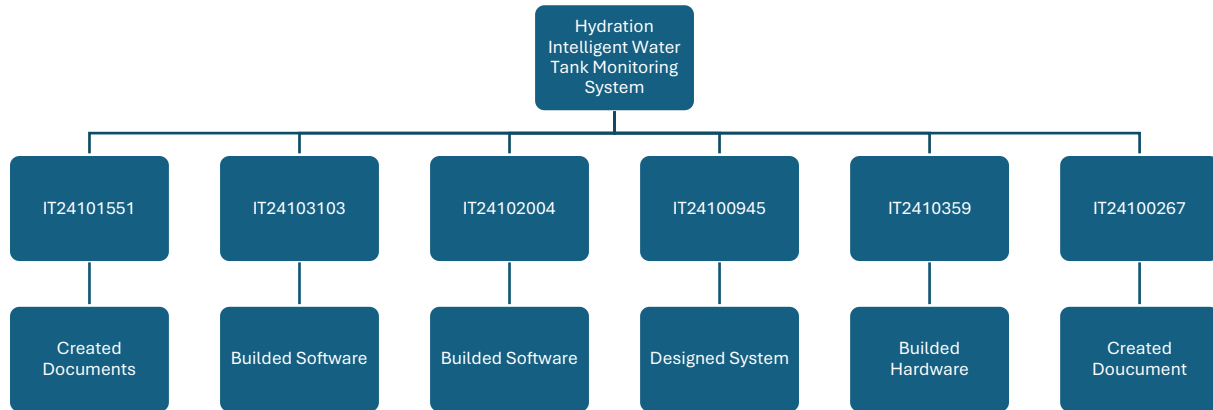 Hydration
Intelligent Water
Tank Monitoring
System
IT24101551
IT24103103
IT24102004
IT24100945
IT2410359
IT24100267
Created
Documents
Builded Software
Builded Software
Designed System
Builded
Hardware
Created
Doucument